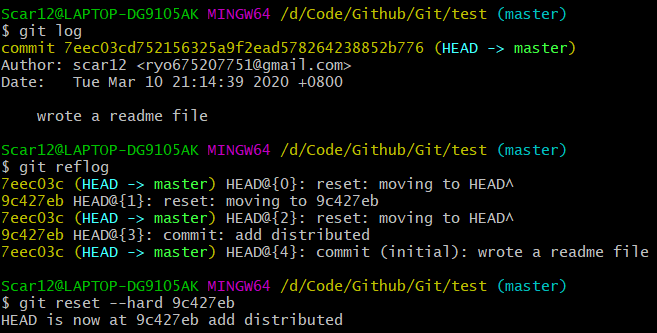 Scar12@LAPTOP-DG9105AK MINGW64 /d/Code/Github/Git/test (master)
$ git log
commit 7eec03cd752156325a9f2ead578264238852b776 (HEAD -> master)
Author: scar12 <ryo675207751@gmail.com>
Date:   Tue Mar 10 21:14:39 2020 +0800
    wrote a readme file
Scar12@LAPTOP-DG9105AK MINGW64 /d/Code/Github/Git/test (master)
$ git reflog
7eec03c (HEAD -> master) HEAD@{0}: reset: moving to HEAD^
9c427eb HEAD@{1}: reset: moving to 9c427eb
7eec03c (HEAD -> master) HEAD@{2}: reset: moving to HEAD^
9c427eb HEAD@{3}: commit: add distributed
7eec03c (HEAD -> master) HEAD@{4}: commit (initial): wrote a readme file
Scar12@LAPTOP-DG9105AK MINGW64 /d/Code/Github/Git/test (master)
$ git reset --hard 9c427eb
HEAD is now at 9c427eb add distributed